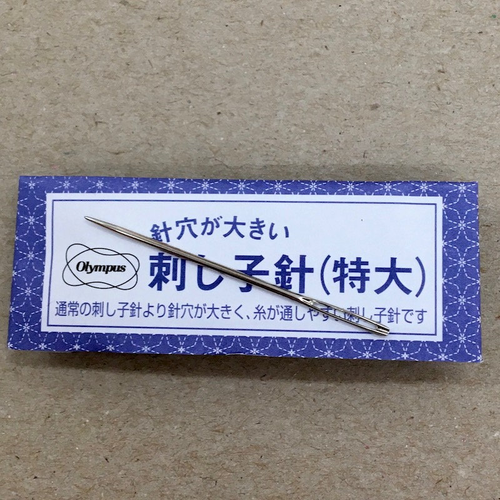 針穴が大きい
Olympus
刺し子針(特大)
通常の刺し子針より針穴が大きく、糸が通しやすい刺し子針です